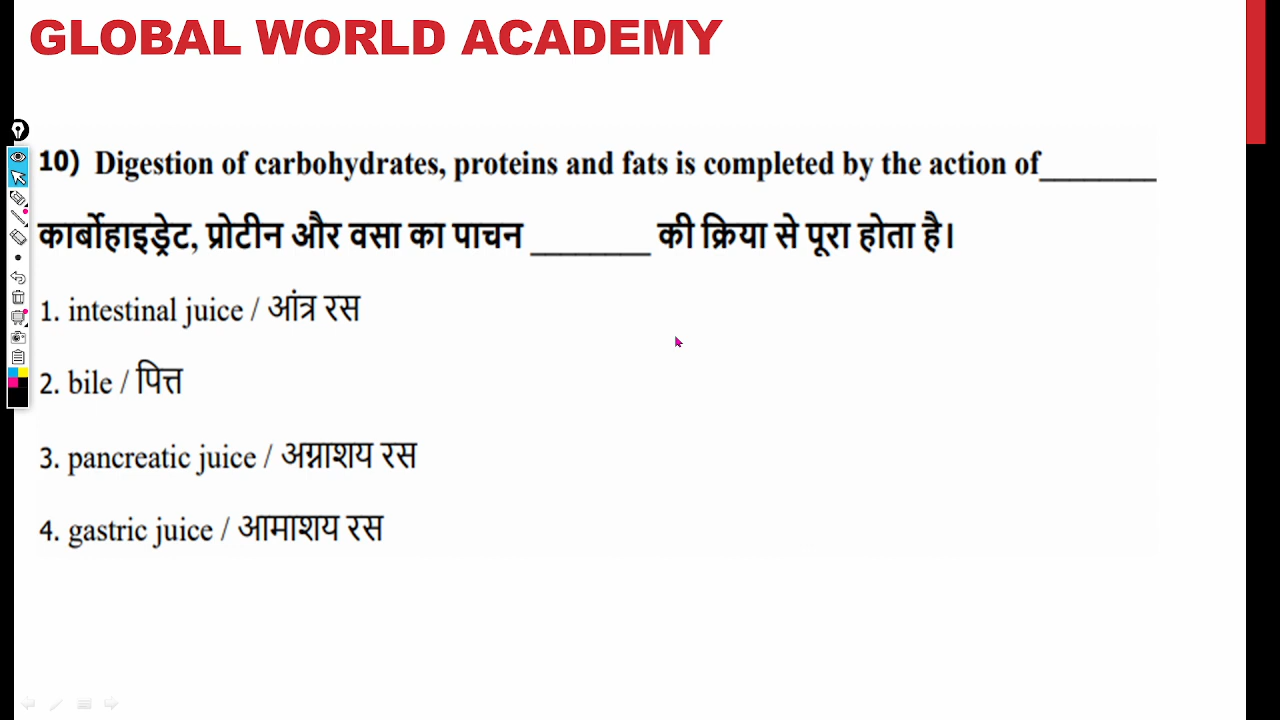 GLOBAL WORLD ACADEMY
10) Digestion of carbohydrates, proteins and fats is completed by the action of________
कार्बोहाइड्रेट, प्रोटीन और वसा का पाचन ________ की क्रिया से पूरा होता है।
1. intestinal juice / आंत्र रस
2. bile / पित्त
3. pancreatic juice / अग्नाशय रस
4. gastric juice / आमाशय रस